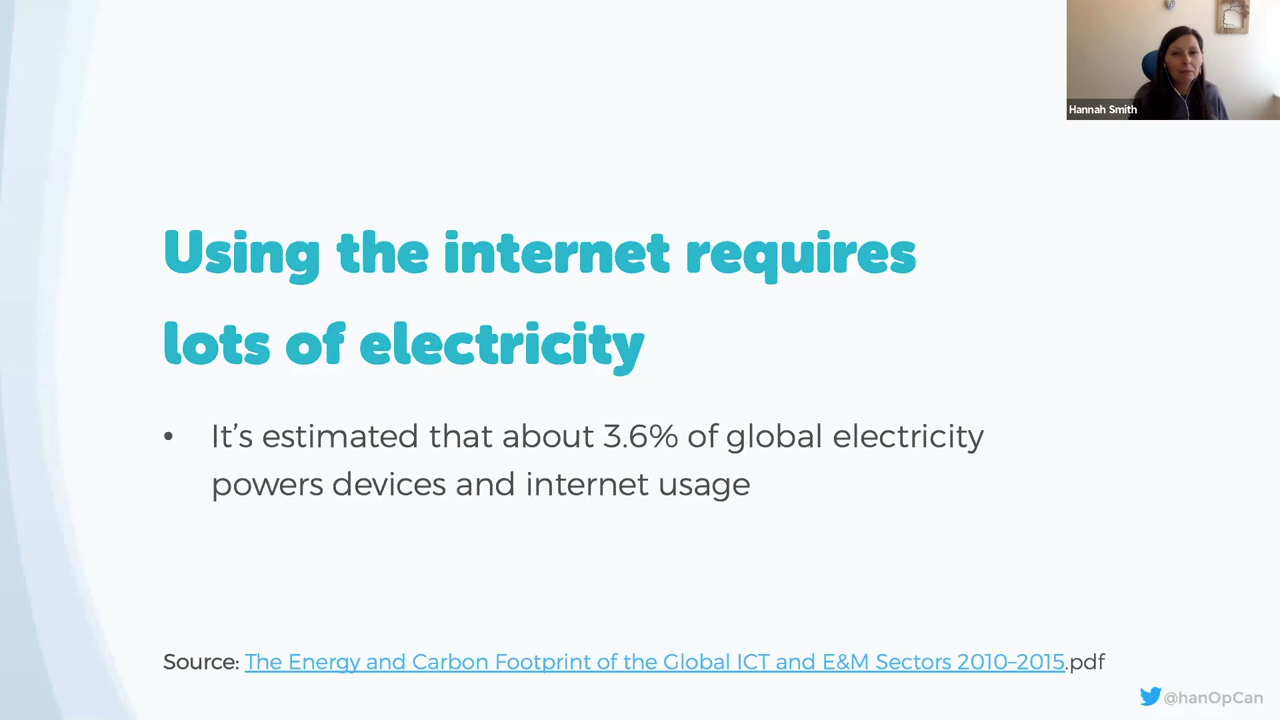 Hannah Smith
Using the internet requires
lots of electricity
• It’s estimated that about 3.6% of global electricity
powers devices and internet usage
Source: The Energy and Carbon Footprint of the Global ICT and E&M Sectors 2010–2015.pdf
@hanOpCan